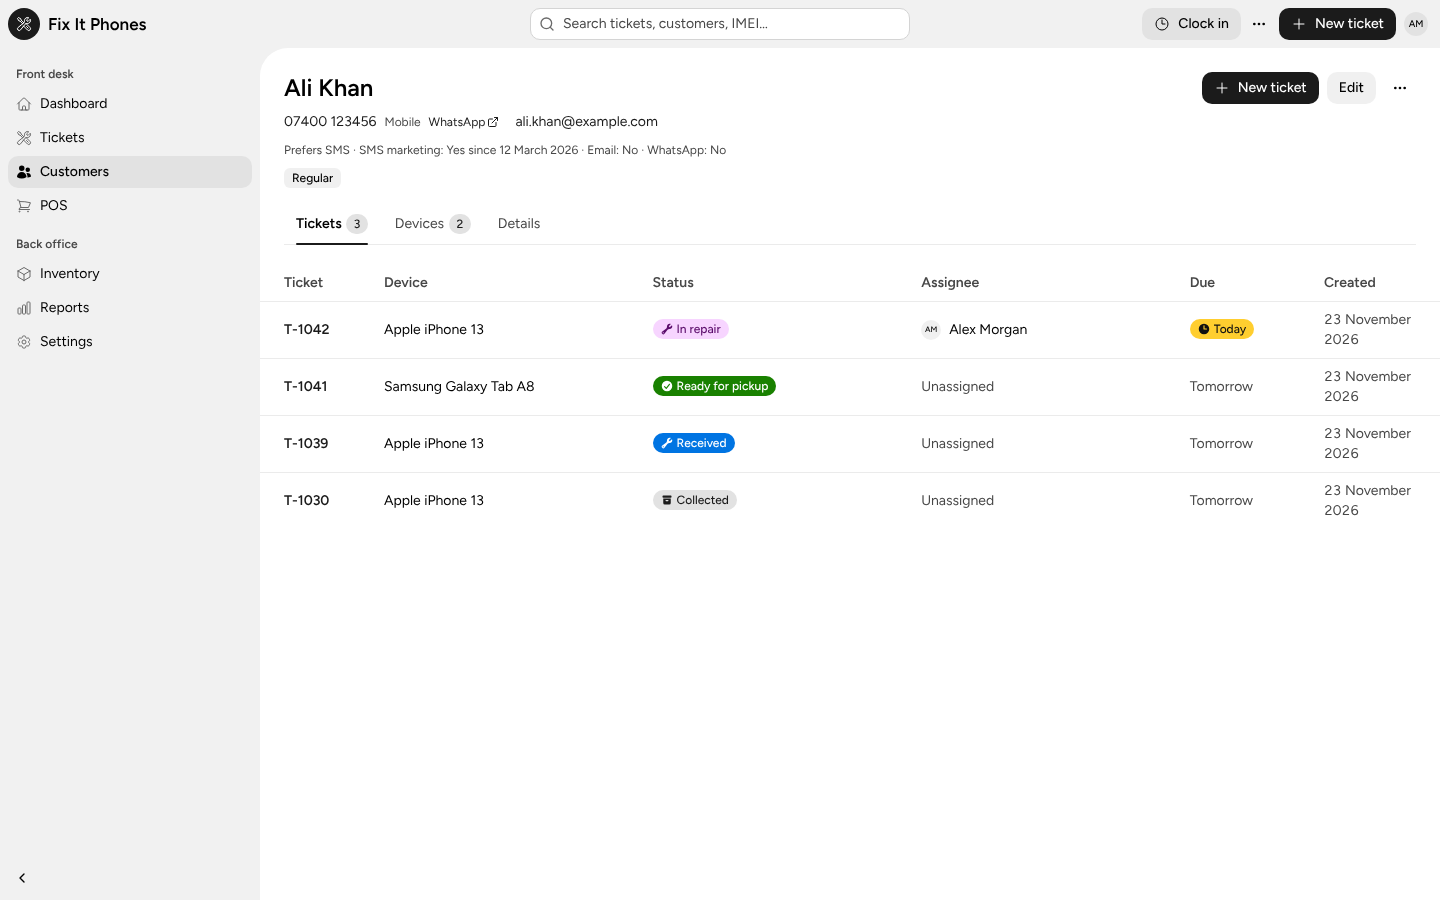 Fix It Phones
Search tickets, customers, IMEI...
Clock in
New ticket
AM
Front desk
Dashboard
Tickets
Customers
POS
Back office
Inventory
Reports
Settings
Ali Khan
New ticket
Edit
07400 123456 Mobile WhatsApp ali.khan@example.com
Prefers SMS · SMS marketing: Yes since 12 March 2026 · Email: No · WhatsApp: No
Regular
Tickets 3 Devices 2 Details
Ticket Device Status Assignee Due Created
T-1042 Apple iPhone 13 In repair AM Alex Morgan Today 23 November
2026
T-1041 Samsung Galaxy Tab A8 Ready for pickup Unassigned Tomorrow 23 November
2026
T-1039 Apple iPhone 13 Received Unassigned Tomorrow 23 November
2026
T-1030 Apple iPhone 13 Collected Unassigned Tomorrow 23 November
2026